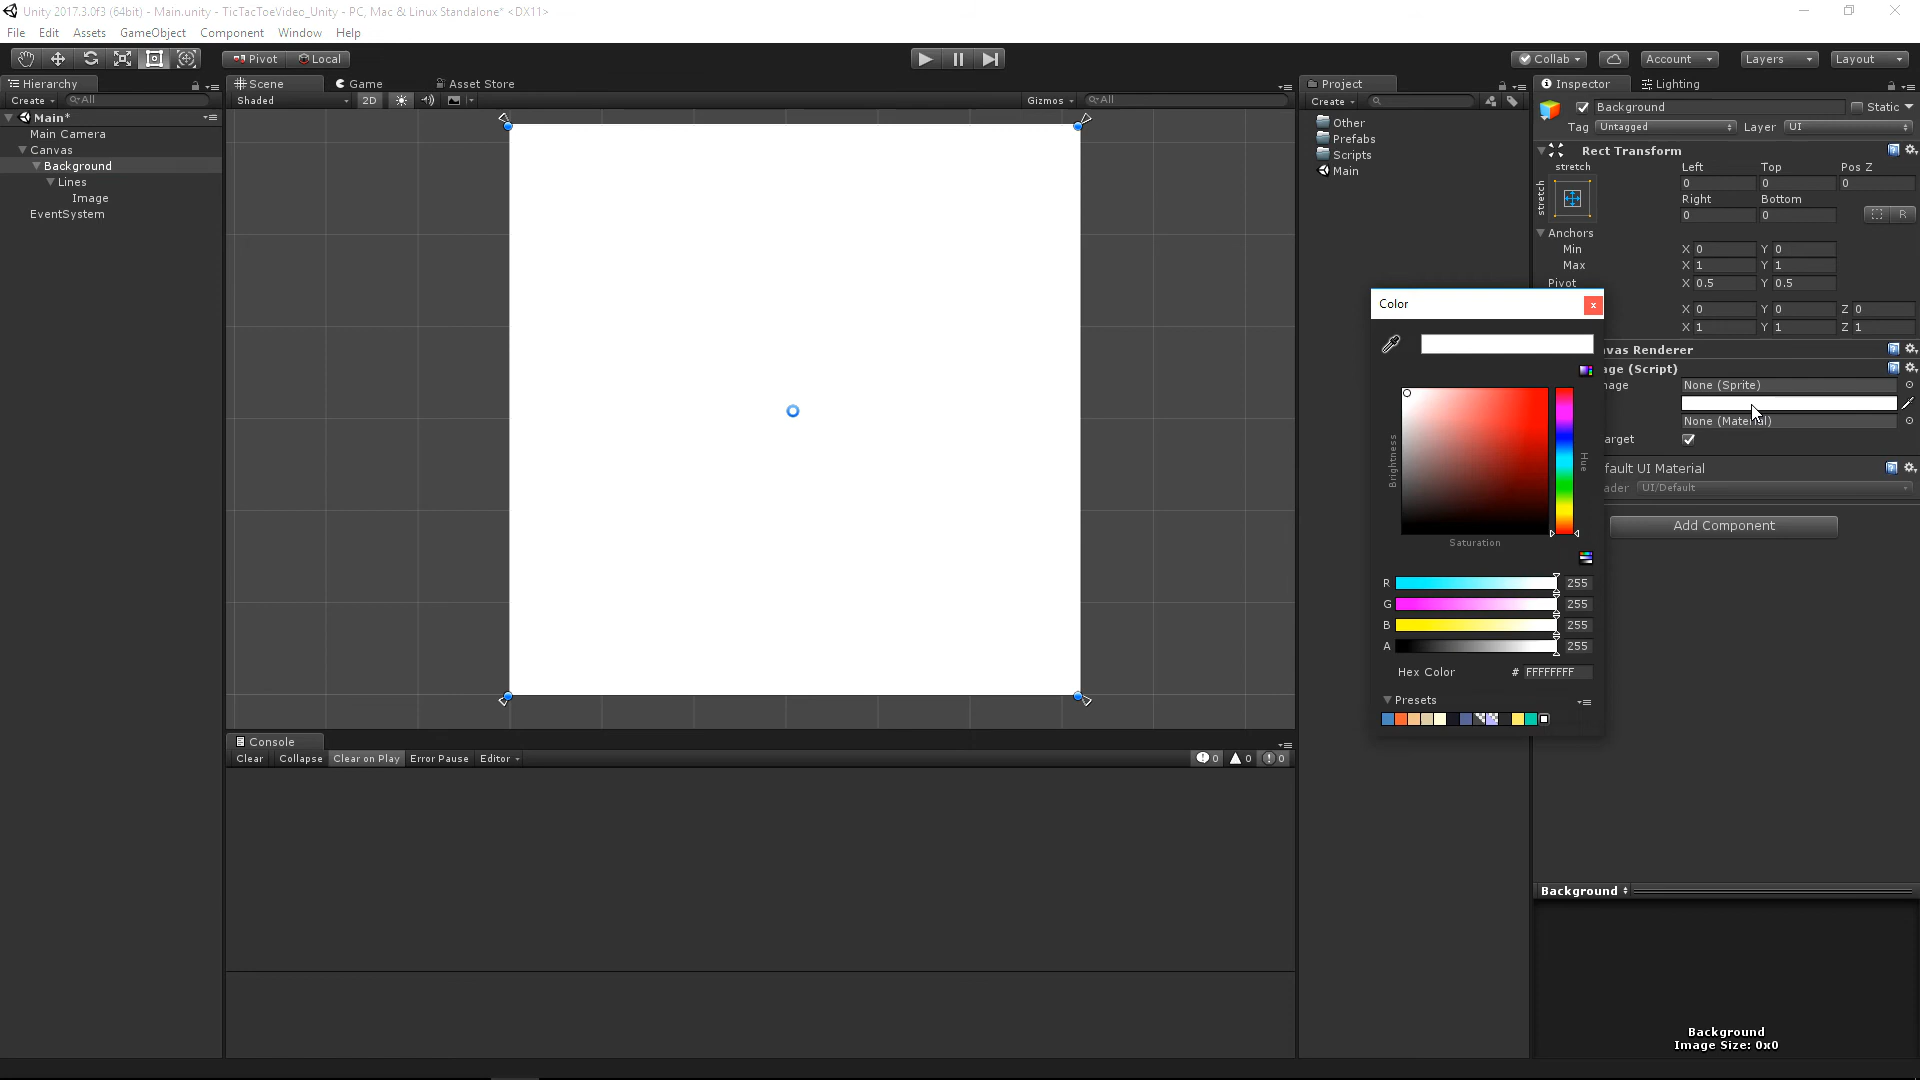 Unity 2017.3.0f3 (64bit) - Main.unity - TicTacToeVideo_Unity - PC, Mac & Linux Standalone* <DX11>
File Edit Assets GameObject Component Window Help
Pivot Local Collab Account Layers Layout
Hierarchy
Create All
Main*
Main Camera
Canvas
Background
Lines
Image
EventSystem
Scene Game Asset Store
Shaded 2D Gizmos All
Console
Clear Collapse Clear on Play Error Pause Editor 0 0 0
Project
Create
Other
Prefabs
Scripts
Main
Inspector Lighting
Background Static
Tag Untagged Layer UI
Rect Transform
stretch Left Top Pos Z
stretch
0 0 0
Right Bottom
0 0 R
Anchors
Min X 0 Y 0
Max X 1 Y 1
Pivot X 0.5 Y 0.5
X 0 Y 0 Z 0
X 1 Y 1 Z 1
vas Renderer
age (Script)
mage None (Sprite)
None (Material)
arget
fault UI Material
ader UI/Default
Add Component
Color
Brightness
Hue
Saturation
R 255
G 255
B 255
A 255
Hex Color # FFFFFFFF
Presets
Background
Background
Image Size: 0x0